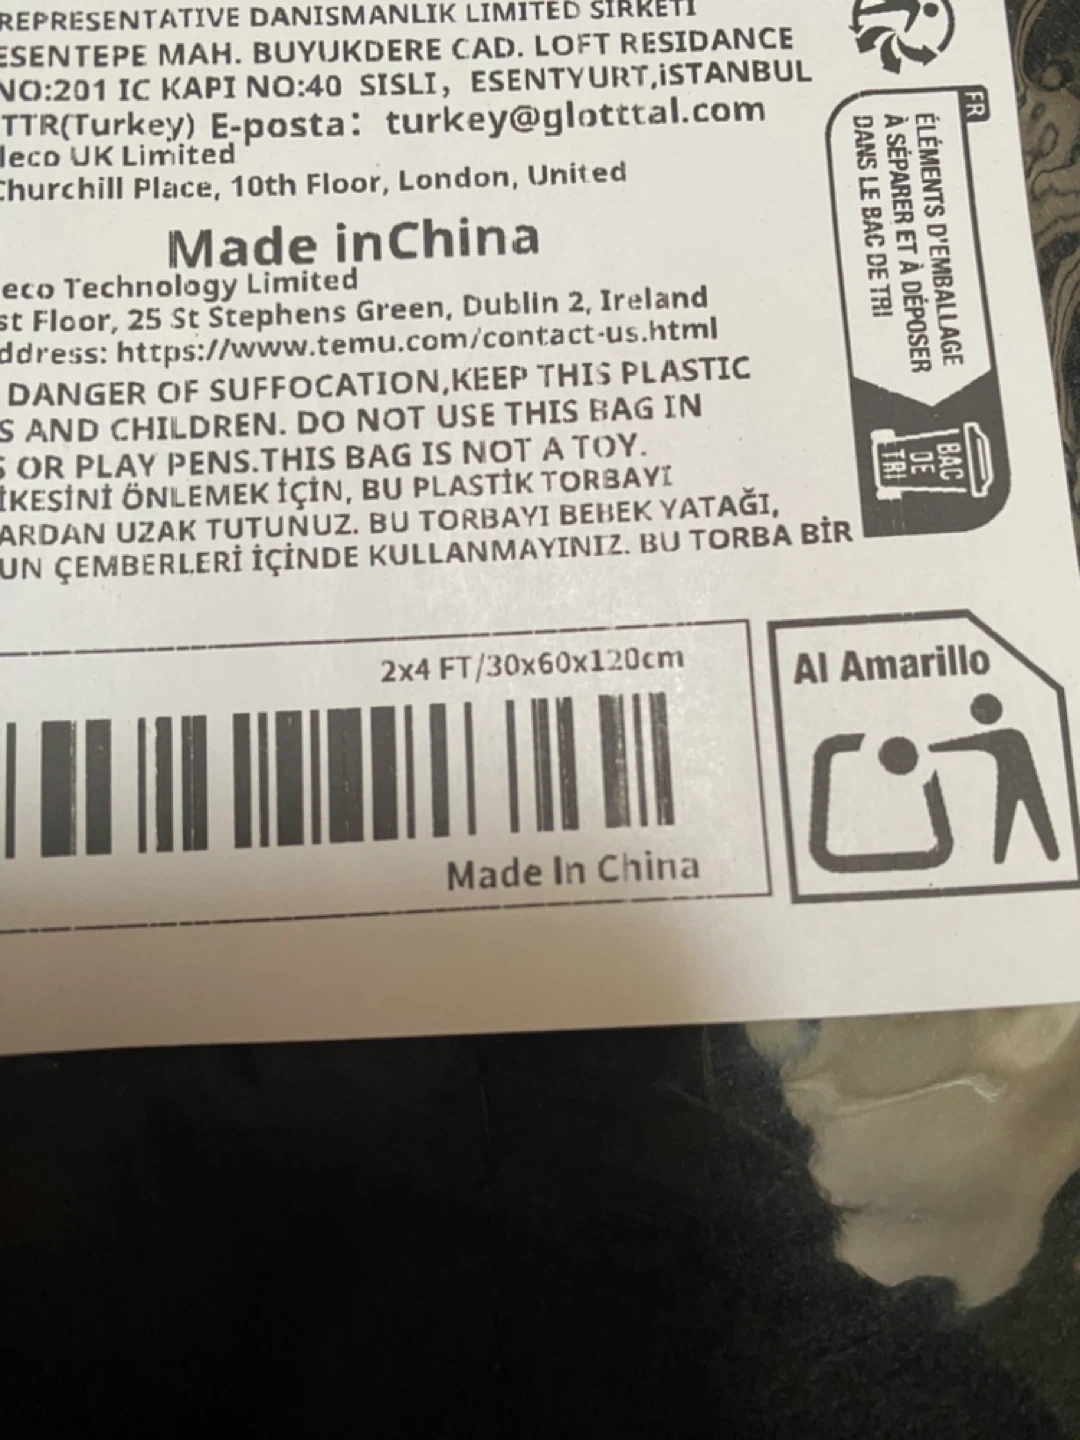 REPRESENTATIVE DANISMANLIK LIMITED SIRKETI
ESENTEPE MAH. BUYUKDERE CAD. LOFT RESIDANCE
NO:201 IC KAPI NO:40 SISLI, ESENTYURT,iSTANBUL
TTR(Turkey) E-posta: turkey@glotttal.com
leco UK Limited
Churchill Place, 10th Floor, London, United
Made inChina
eco Technology Limited
st Floor, 25 St Stephens Green, Dublin 2, Ireland
ddress: https://www.temu.com/contact-us.html
DANGER OF SUFFOCATION,KEEP THIS PLASTIC
S AND CHILDREN. DO NOT USE THIS BAG IN
S OR PLAY PENS.THIS BAG IS NOT A TOY.
İKESİNİ ÖNLEMEK İÇİN, BU PLASTİK TORBAYI
ARDAN UZAK TUTUNUZ. BU TORBAYI BEBEK YATAĞI,
UN ÇEMBERLERİ İÇİNDE KULLANMAYINIZ. BU TORBA BİR
FR
ÉLÉMENTS D'EMBALLAGE
À SÉPARER ET À DÉPOSER
DANS LE BAC DE TRI
BAC
DE
TRI
2x4 FT/30x60x120cm
Made In China
Al Amarillo